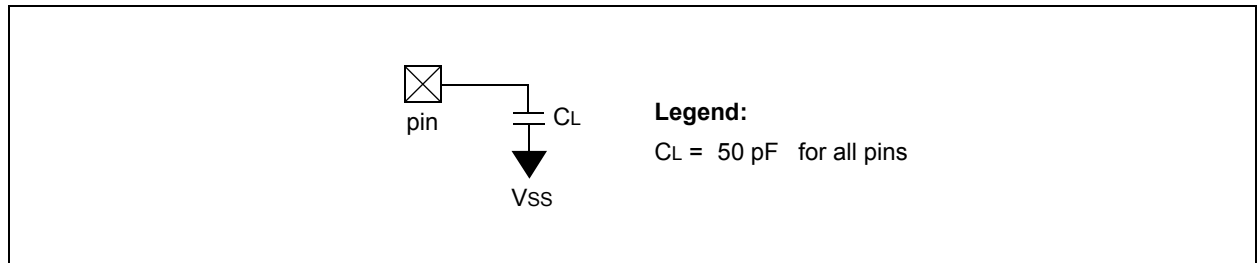 pin
CL
VSS
Legend:
CL = 50 pF for all pins